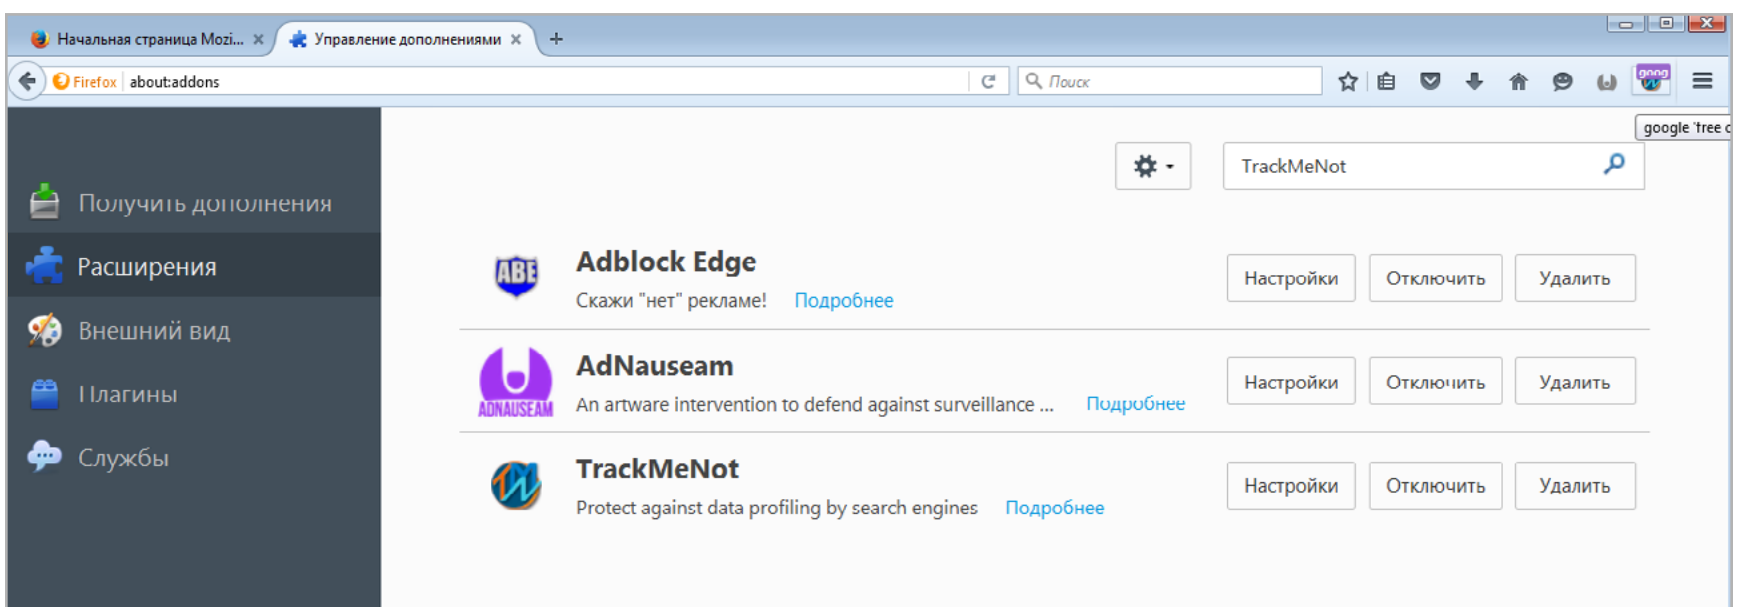 Начальная страница Mozi...
Управление дополнениями
Firefox about:addons
Поиск
goog
google 'free c
TrackMeNot
Получить дополнения
Расширения
Внешний вид
Плагины
Службы
ABE
Adblock Edge
Скажи "нет" рекламе! Подробнее
Настройки Отключить Удалить
AdNauseam
ADNAUSEAM
An artware intervention to defend against surveillance ... Подробнее
Настройки Отключить Удалить
TrackMeNot
Protect against data profiling by search engines Подробнее
Настройки Отключить Удалить